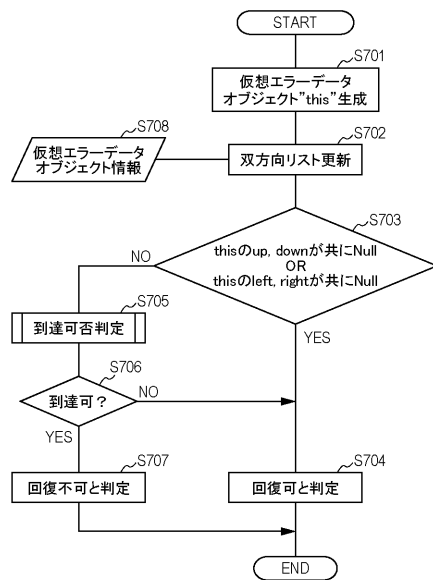 START
S701
仮想エラーデータ
オブジェクト"this"生成
S708
仮想エラーデータ
オブジェクト情報
S702
双方向リスト更新
S703
thisのup, downが共にNull
OR
thisのleft, rightが共にNull
NO
YES
S705
到達可否判定
S706
到達可？
NO
YES
S707
回復不可と判定
S704
回復可と判定
END